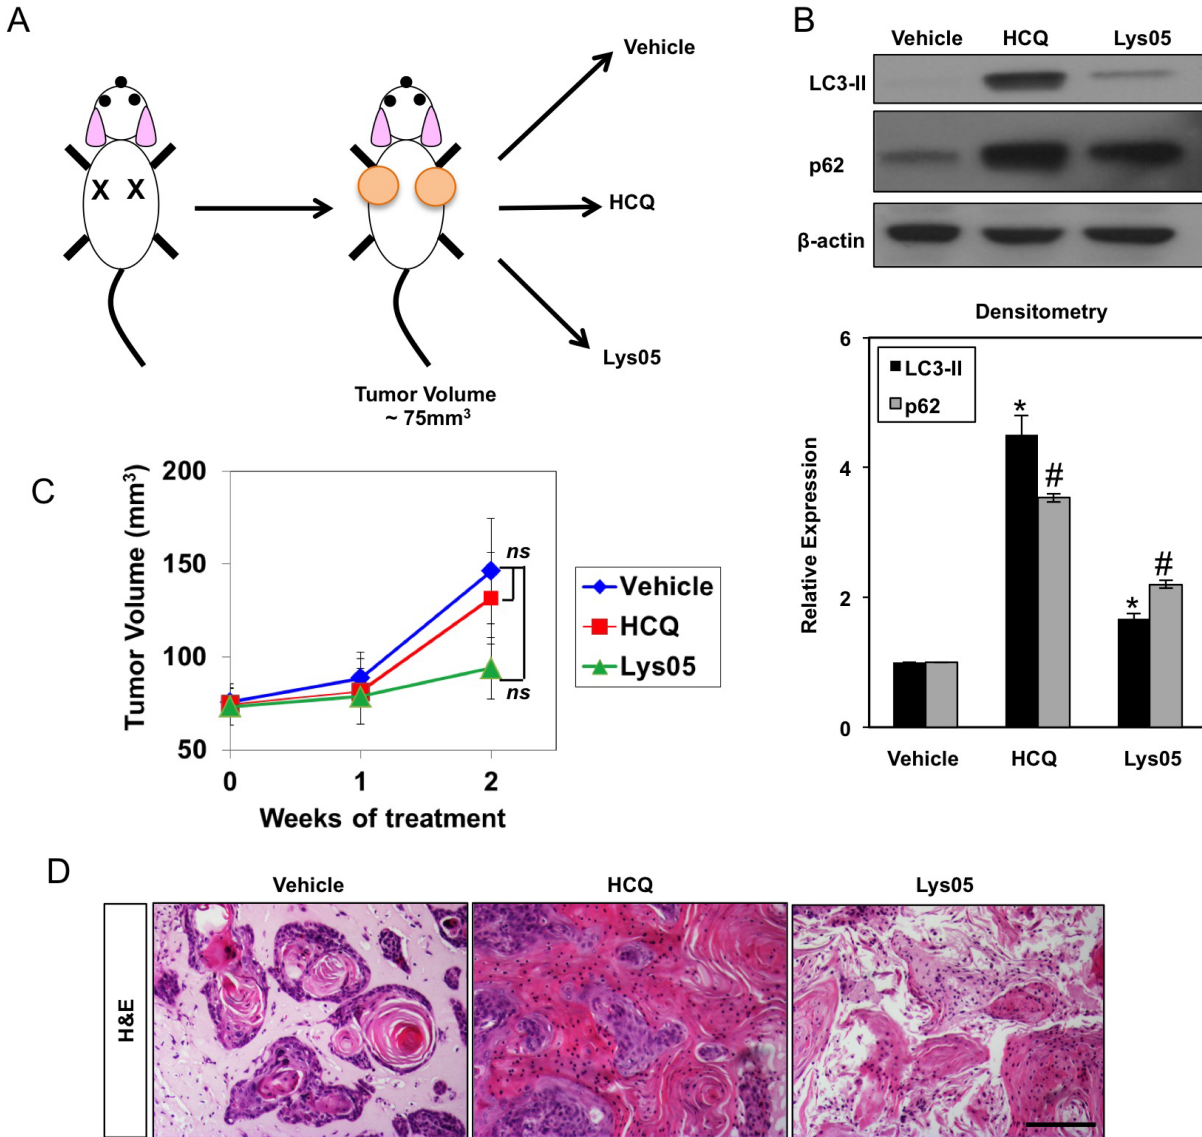 A
Vehicle
HCQ
Lys05
Tumor Volume
~ 75mm³
B
Vehicle HCQ Lys05
LC3-II
p62
β-actin
Densitometry
LC3-II
p62
Relative Expression
6
4
2
0
* # * #
Vehicle HCQ Lys05
C
Tumor Volume (mm³)
200
150
100
50
0 1 2
Weeks of treatment
ns
ns
Vehicle
HCQ
Lys05
X X
D
Vehicle HCQ Lys05
H&E